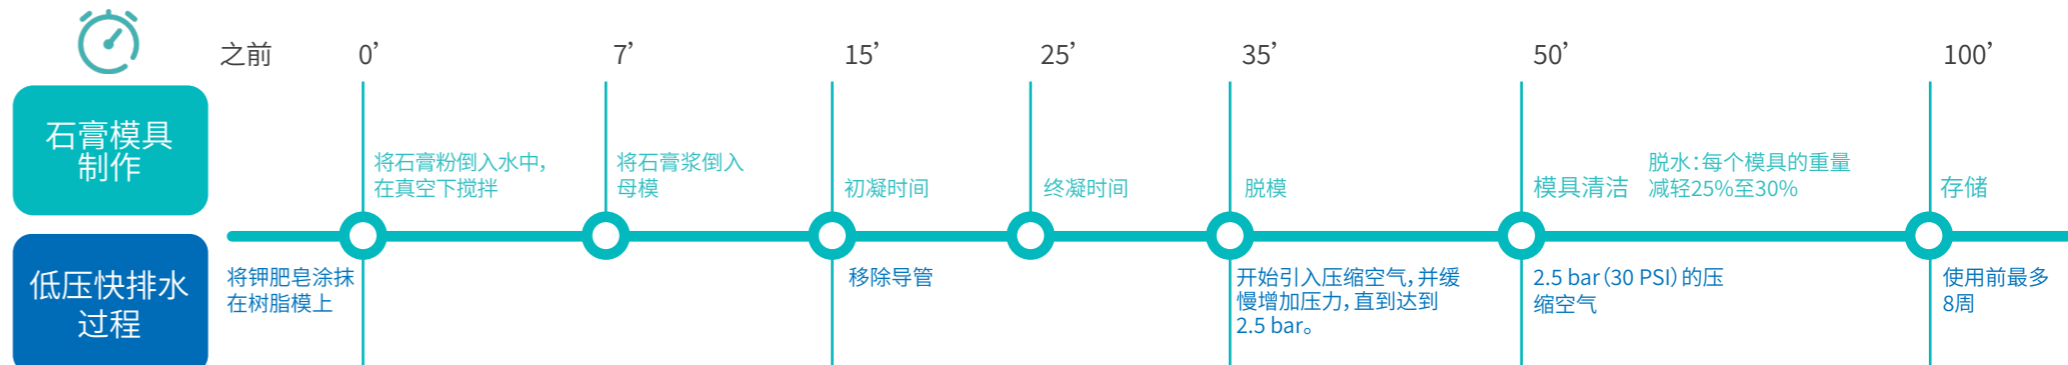 之前
0’
7’
15’
25’
35’
50’
100’
石膏模具
制作
将石膏粉倒入水中，
在真空下搅拌
将石膏浆倒入
母模
初凝时间
终凝时间
脱模
模具清洁
脱水：每个模具的重量
减轻25%至30%
存储
低压快排水
过程
将钾肥皂涂抹
在树脂模上
移除导管
开始引入压缩空气，并缓
慢增加压力，直到达到
2.5 bar。
2.5 bar（30 PSI）的压
缩空气
使用前最多
8周